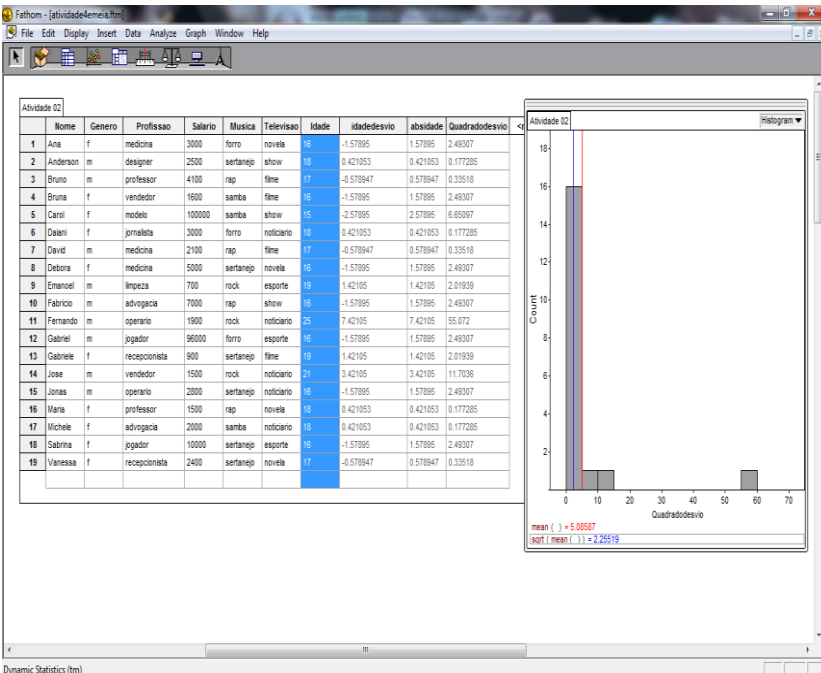 Fathom - [atividade4emeia.ftm]
File Edit Display Insert Data Analyze Graph Window Help
Atividade 02
Nome Genero Profissao Salario Musica Televisao Idade idadedesvio absidade Quadradodesvio
1 Ana f medicina 3000 forro novela 16 -1.57895 1.57895 2.49307
2 Anderson m designer 2500 sertanejo show 18 0.421053 0.421053 0.177285
3 Bruno m professor 4100 rap filme 17 -0.578947 0.578947 0.33518
4 Bruna f vendedor 1600 samba filme 16 -1.57895 1.57895 2.49307
5 Carol f modelo 100000 samba show 15 -2.57895 2.57895 6.65097
6 Daiani f jornalista 3000 forro noticiario 18 0.421053 0.421053 0.177285
7 David m medicina 2100 rap filme 17 -0.578947 0.578947 0.33518
8 Debora f medicina 5000 sertanejo novela 16 -1.57895 1.57895 2.49307
9 Emanoel m limpeza 700 rock esporte 19 1.42105 1.42105 2.01939
10 Fabricio m advogacia 7000 rap show 16 -1.57895 1.57895 2.49307
11 Fernando m operario 1900 rock noticiario 25 7.42105 7.42105 55.072
12 Gabriel m jogador 96000 forro esporte 16 -1.57895 1.57895 2.49307
13 Gabriele f recepcionista 900 sertanejo filme 19 1.42105 1.42105 2.01939
14 Jose m vendedor 1500 rock noticiario 21 3.42105 3.42105 11.7036
15 Jonas m operario 2800 sertanejo noticiario 16 -1.57895 1.57895 2.49307
16 Maria f professor 1500 rap novela 18 0.421053 0.421053 0.177285
17 Michele f advogacia 2000 samba noticiario 18 0.421053 0.421053 0.177285
18 Sabrina f jogador 10000 sertanejo esporte 16 -1.57895 1.57895 2.49307
19 Vanessa f recepcionista 2400 sertanejo novela 17 -0.578947 0.578947 0.33518
Atividade 02
Histogram
18
16
14
12
10
8
6
4
2
Count
0 10 20 30 40 50 60 70
Quadradodesvio
mean ( ) = 5.08587
sqrt ( mean ( ) ) = 2.25519
Dynamic Statistics (tm)